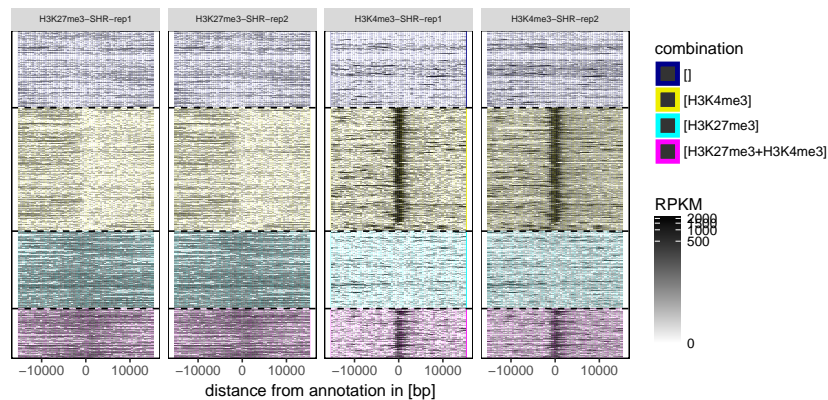 H3K27me3−SHR−rep1 H3K27me3−SHR−rep2 H3K4me3−SHR−rep1 H3K4me3−SHR−rep2
combination
[]
[H3K4me3]
[H3K27me3]
[H3K27me3+H3K4me3]
RPKM
2000
1000
500
0
−10000 0 10000 −10000 0 10000 −10000 0 10000 −10000 0 10000
distance from annotation in [bp]